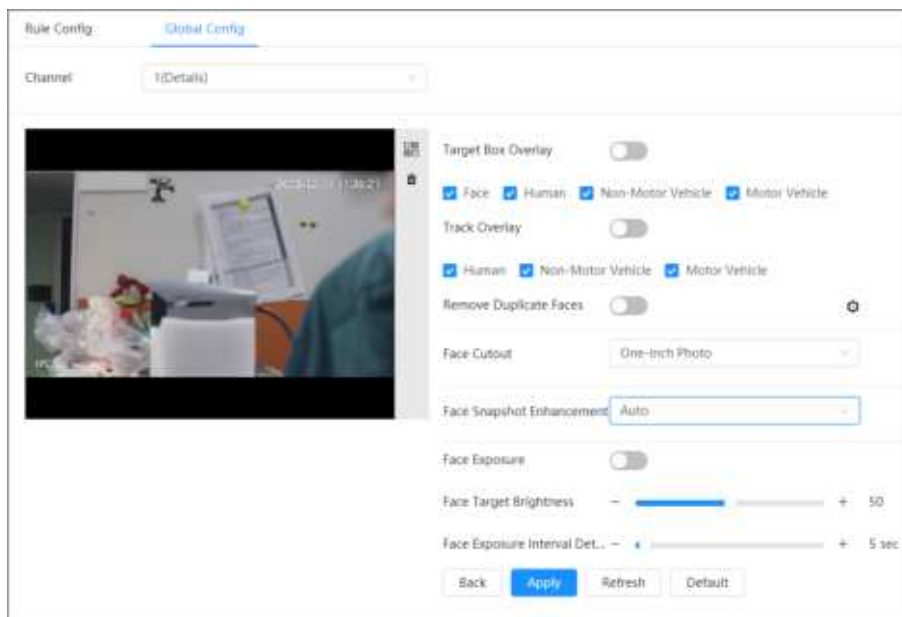 Rule Config Global Config
Channel 1(Details)
Target Box Overlay
Face Human Non-Motor Vehicle Motor Vehicle
Track Overlay
Human Non-Motor Vehicle Motor Vehicle
Remove Duplicate Faces
Face Cutout One-Inch Photo
Face Snapshot Enhancement Auto
Face Exposure
Face Target Brightness − + 50
Face Exposure Interval Det... − + 5 sec
Back Apply Refresh Default